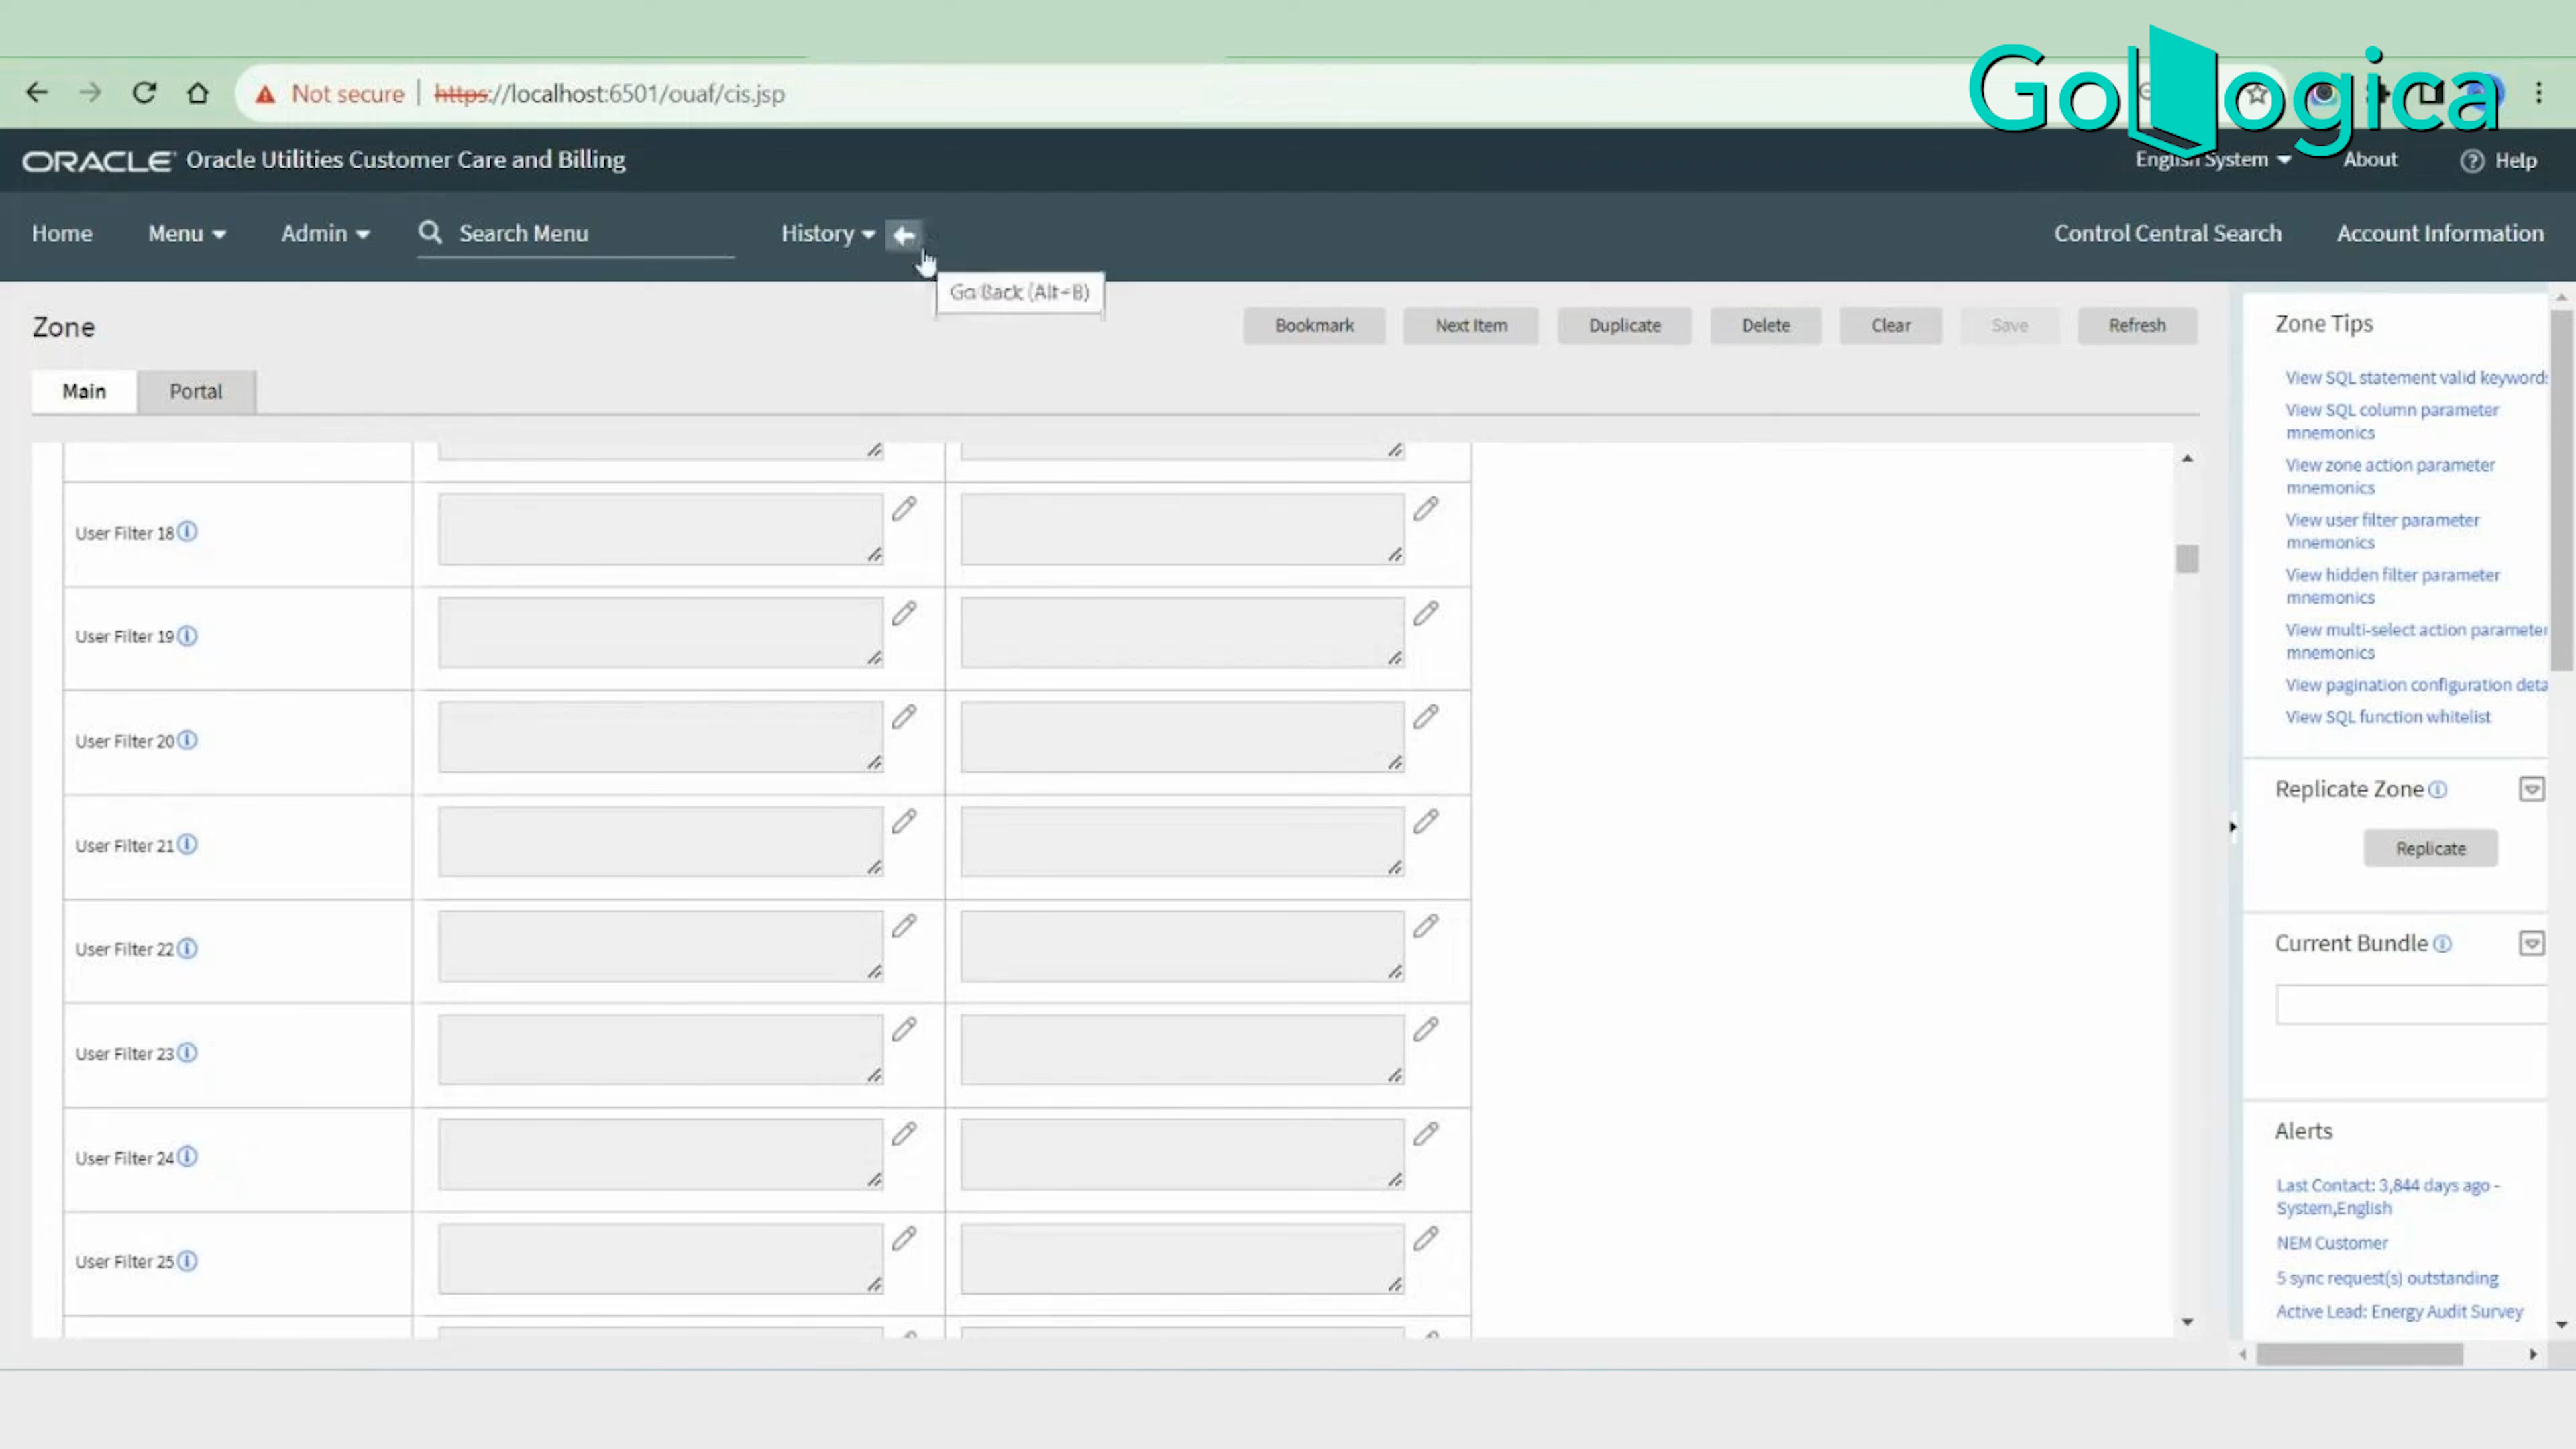 GoLogica
Not secure | https://localhost:6501/ouaf/cis.jsp
ORACLE Oracle Utilities Customer Care and Billing
English System
About
Help
Home
Menu
Admin
Search Menu
History
Control Central Search
Account Information
Go Back (Alt+B)
Zone
Bookmark
Next Item
Duplicate
Delete
Clear
Save
Refresh
Main
Portal
User Filter 18
User Filter 19
User Filter 20
User Filter 21
User Filter 22
User Filter 23
User Filter 24
User Filter 25
Zone Tips
View SQL statement valid keywords
View SQL column parameter
mnemonics
View zone action parameter
mnemonics
View user filter parameter
mnemonics
View hidden filter parameter
mnemonics
View multi-select action parameter
mnemonics
View pagination configuration deta
View SQL function whitelist
Replicate Zone
Replicate
Current Bundle
Alerts
Last Contact: 3,844 days ago -
System,English
NEM Customer
5 sync request(s) outstanding
Active Lead: Energy Audit Survey